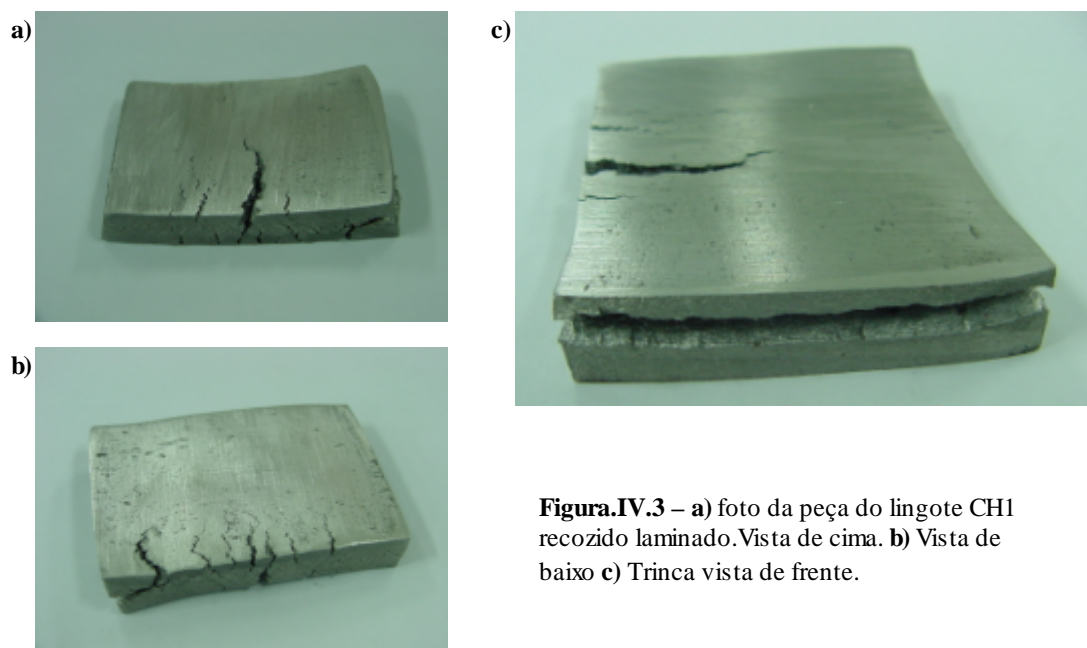 a)
c)
b)
Figura.IV.3 – a) foto da peça do lingote CH1
recozido laminado.Vista de cima. b) Vista de
baixo c) Trinca vista de frente.